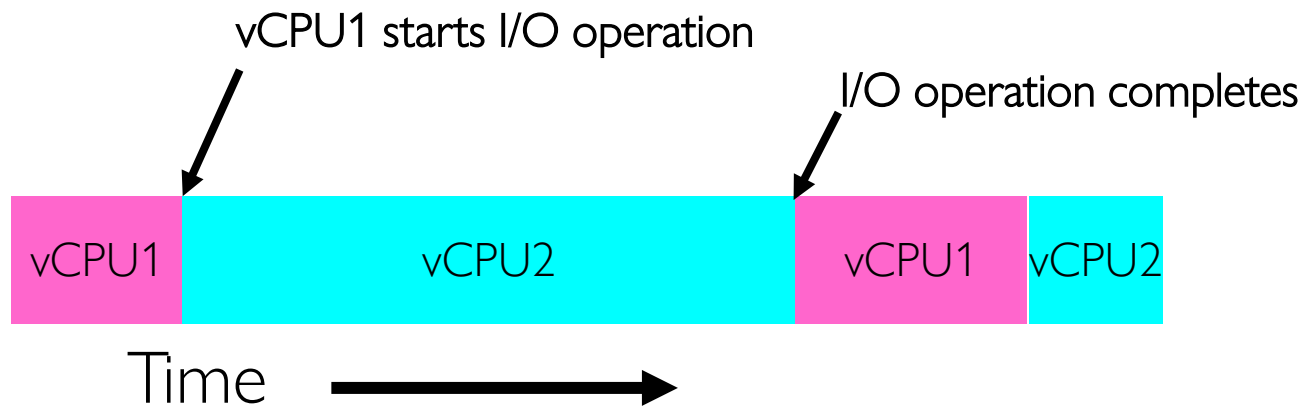 vCPU1 starts I/O operation
I/O operation completes
vCPU1
vCPU2
vCPU1
vCPU2
Time